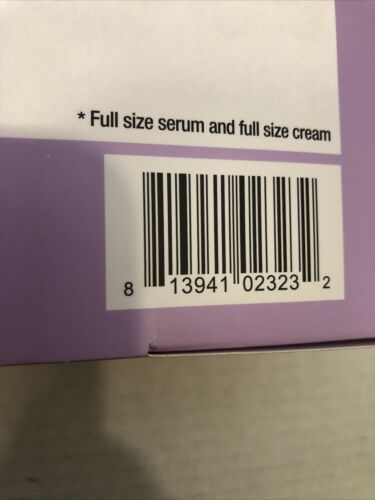 * Full size serum and full size cream
8 13941 02323 2